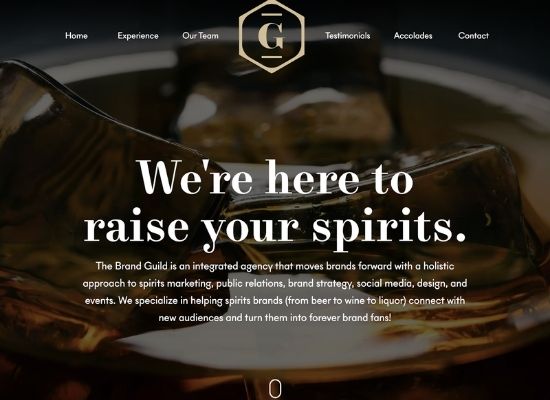 Home Experience Our Team G Testimonials Accolades Contact
We're here to
raise your spirits.
The Brand Guild is an integrated agency that moves brands forward with a holistic
approach to spirits marketing, public relations, brand strategy, social media, design, and
events. We specialize in helping spirits brands (from beer to wine to liquor) connect with
new audiences and turn them into forever brand fans!